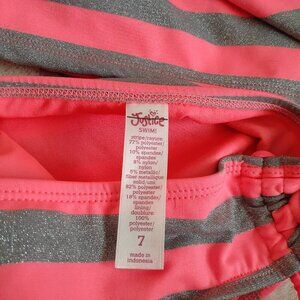 Justice
SWIM!
stripe/rayure:
77% polyester/
polyester
10% spandex/
spandex
8% nylon/
nylon
5% metallic/
fiber metallique
solid/uni:
82% polyester/
polyester
18% spandex/
spandex
lining/
doublure:
100%
polyester/
polyester
7
made in
indonesia